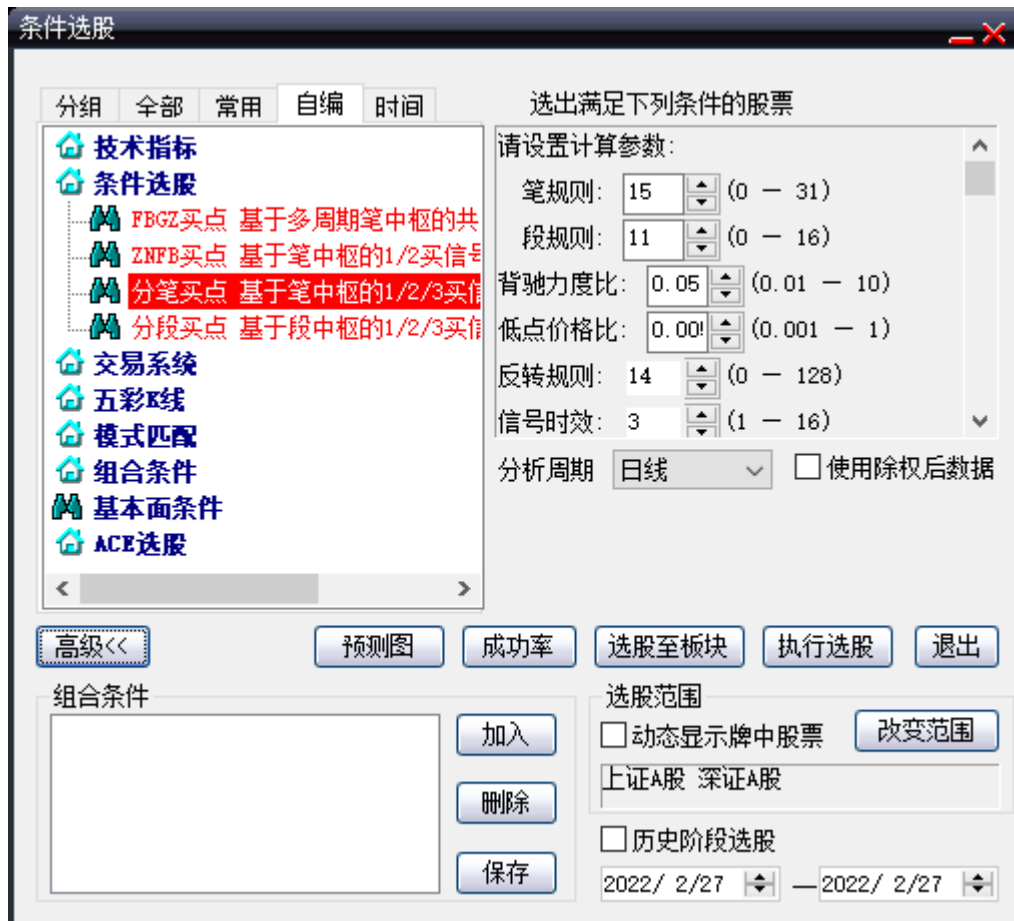 条件选股
分组 全部 常用 自编 时间
技术指标
条件选股
FBGZ买点 基于多周期笔中枢的共
ZNFB买点 基于笔中枢的1/2买信号
分笔买点 基于笔中枢的1/2/3买信
分段买点 基于段中枢的1/2/3买信
交易系统
五彩K线
模式匹配
组合条件
基本面条件
ACE选股
选出满足下列条件的股票
请设置计算参数:
笔规则: 15 (0 — 31)
段规则: 11 (0 — 16)
背驰力度比: 0.05 (0.01 — 10)
低点价格比: 0.00 (0.001 — 1)
反转规则: 14 (0 — 128)
信号时效: 3 (1 — 16)
分析周期 日线 使用除权后数据
高级<< 预测图 成功率 选股至板块 执行选股 退出
组合条件
加入
删除
保存
选股范围
动态显示牌中股票 改变范围
上证A股 深证A股
历史阶段选股
2022/ 2/27 —2022/ 2/27